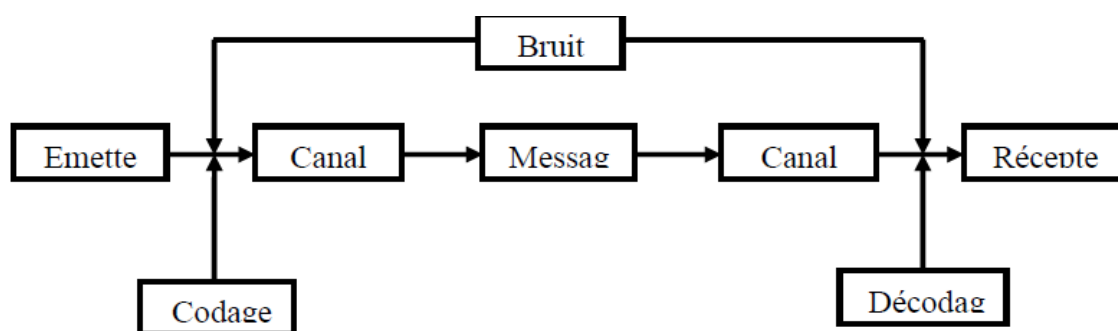 Bruit
Emette
Canal
Messag
Canal
Récepte
Codage
Décodag